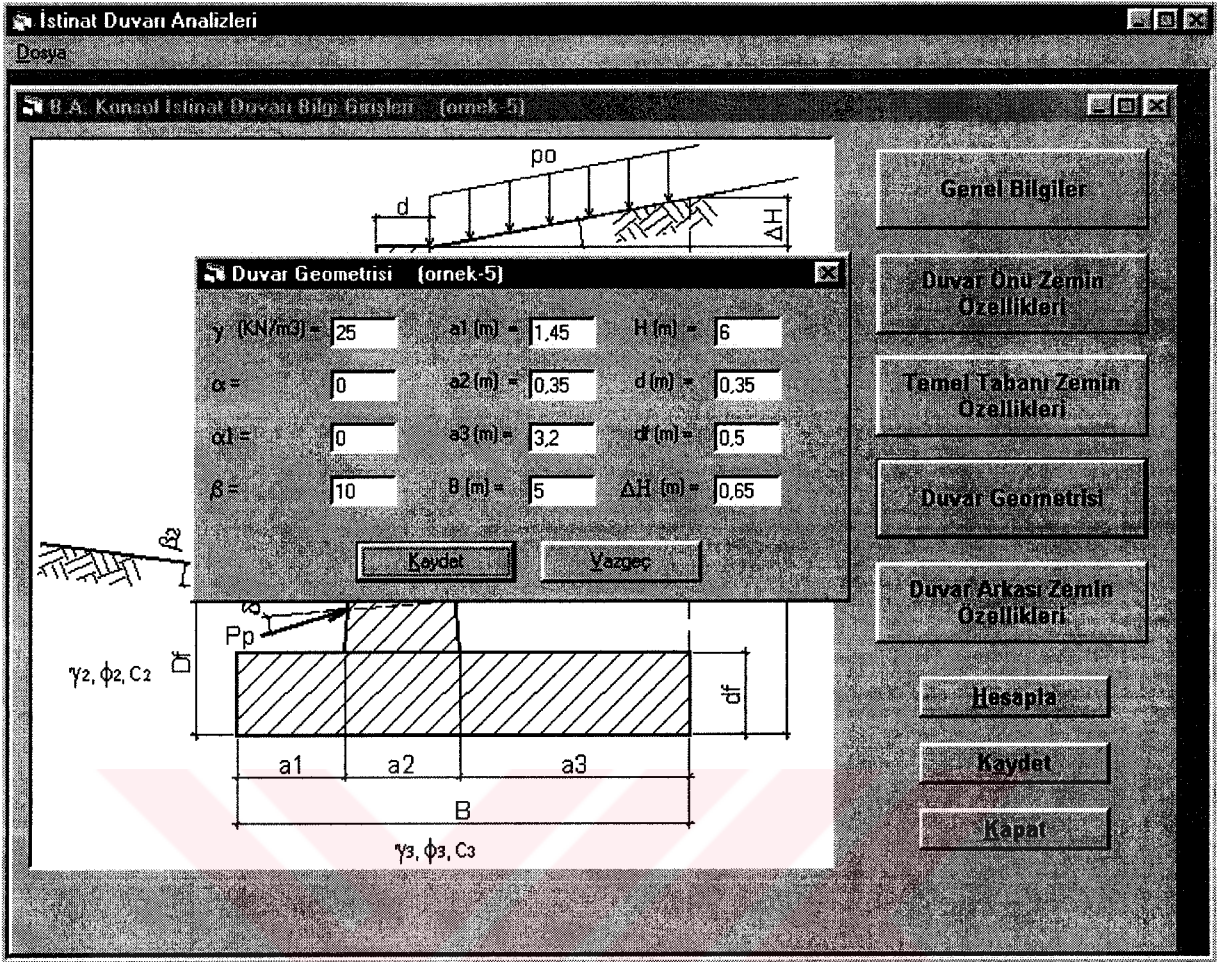 İstinat Duvarı Analizleri
Dosya
B.A. Konsol İstinat Duvarı Bilgi Girişleri (ornek-5)
po
d
ΔH
Duvar Geometrisi (ornek-5)
γ (KN/m3) = 25 a1 (m) = 1,45 H (m) = 6
α = 0 a2 (m) = 0,35 d (m) = 0,35
α1 = 0 a3 (m) = 3,2 df (m) = 0,5
β = 10 B (m) = 5 ΔH (m) = 0,65
Kaydet Vazgeç
β2
δ
Pp
Df
γ2, ϕ2, C2
df
a1 a2 a3
B
γ3, ϕ3, C3
Genel Bilgiler
Duvar Önü Zemin
Özellikleri
Temel Tabanı Zemin
Özellikleri
Duvar Geometrisi
Duvar Arkası Zemin
Özellikleri
Hesapla
Kaydet
Kapat